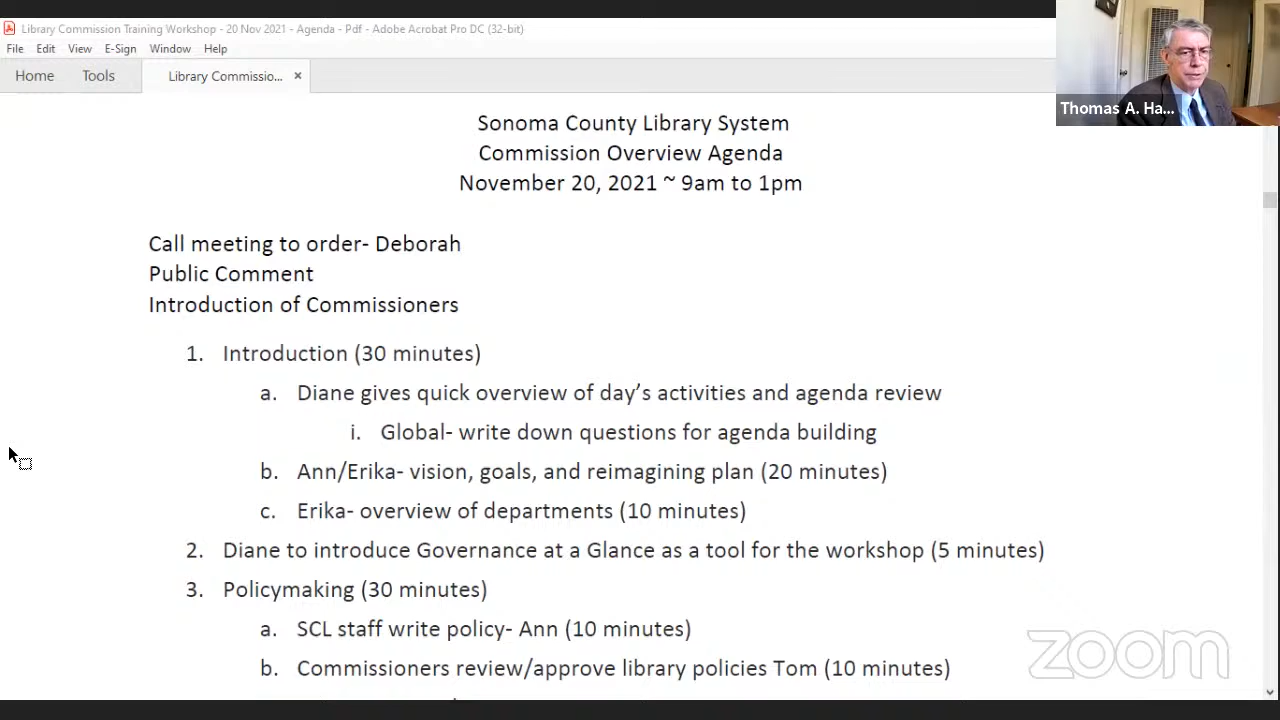 Library Commission Training Workshop - 20 Nov 2021 - Agenda - Pdf - Adobe Acrobat Pro DC (32-bit)
File Edit View E-Sign Window Help
Home Tools Library Commissio... ×
Thomas A. Ha...
Sonoma County Library System
Commission Overview Agenda
November 20, 2021 ~ 9am to 1pm
Call meeting to order- Deborah
Public Comment
Introduction of Commissioners
1. Introduction (30 minutes)
a. Diane gives quick overview of day’s activities and agenda review
i. Global- write down questions for agenda building
b. Ann/Erika- vision, goals, and reimagining plan (20 minutes)
c. Erika- overview of departments (10 minutes)
2. Diane to introduce Governance at a Glance as a tool for the workshop (5 minutes)
3. Policymaking (30 minutes)
a. SCL staff write policy- Ann (10 minutes)
b. Commissioners review/approve library policies Tom (10 minutes)
zoom